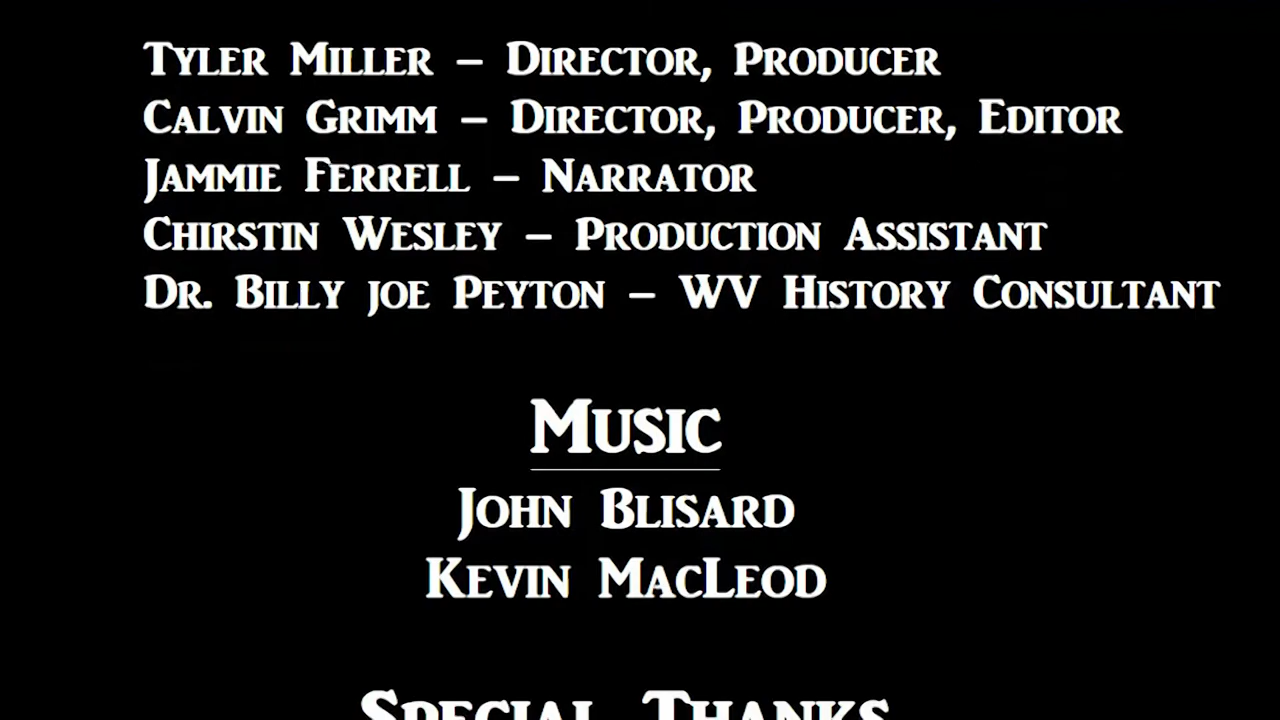 Tyler Miller – Director, Producer
Calvin Grimm – Director, Producer, Editor
Jammie Ferrell – Narrator
Chirstin Wesley – Production Assistant
Dr. Billy joe Peyton – WV History Consultant
Music
John Blisard
Kevin MacLeod
Special Thanks